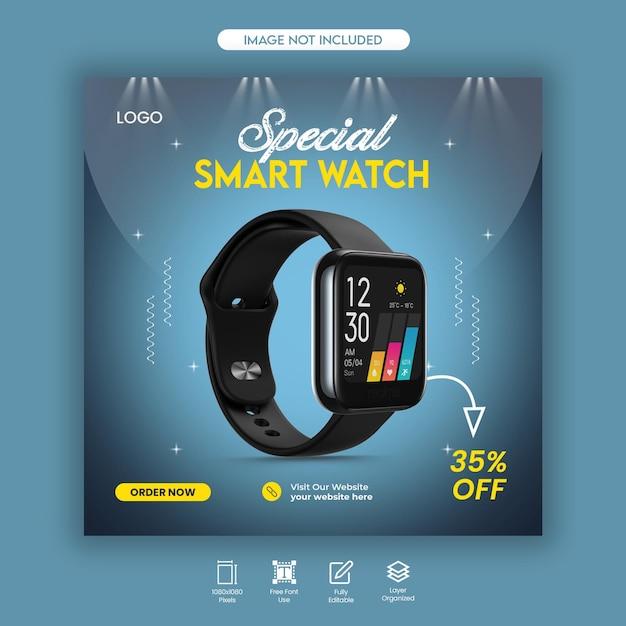 IMAGE NOT INCLUDED
LOGO
Special
SMART WATCH
12
30
AM
05/04
Sun
35%
OFF
ORDER NOW
Visit Our Website
your website here
1080x1080
Pixels
Free Font
Use
Fully
Editable
Layer
Organized